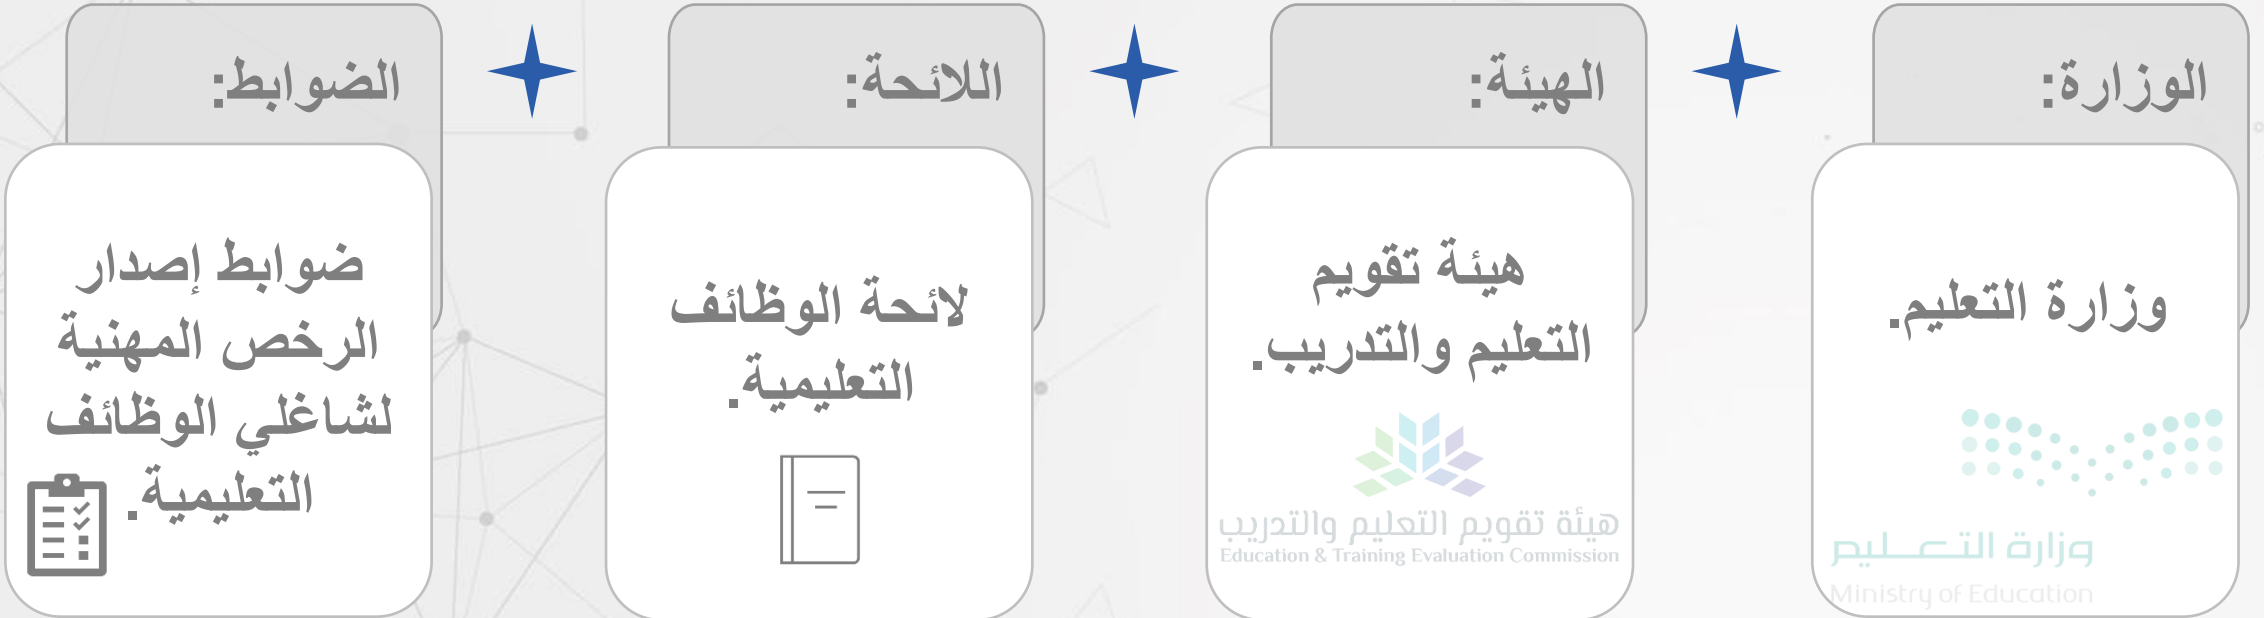 الوزارة:
وزارة التعليم.
وزارة التعـــليم
Ministry of Education
الهيئة:
هيئة تقويم
التعليم والتدريب.
هيئة تقويم التعليم والتدريب
Education & Training Evaluation Commission
اللائحة:
لائحة الوظائف
التعليمية.
الضوابط:
ضوابط إصدار
الرخص المهنية
لشاغلي الوظائف
التعليمية.